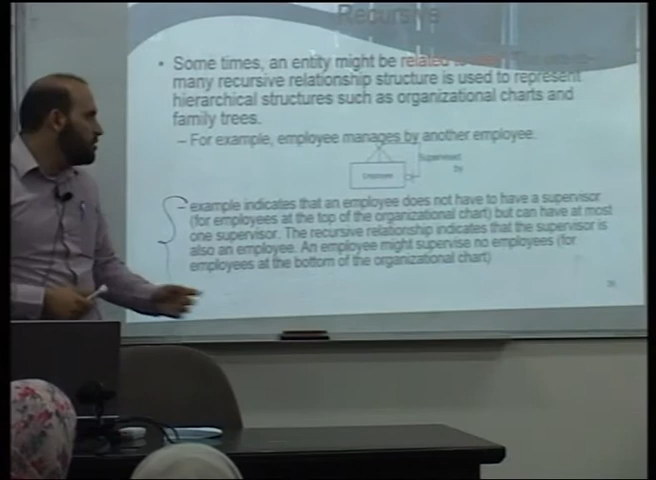 Recursive
• Some times, an entity might be related to
many recursive relationship structure is used to represent
hierarchical structures such as organizational charts and
family trees.
– For example, employee manages by another employee.
Supervised
by
Employee
– example indicates that an employee does not have to have a supervisor
(for employees at the top of the organizational chart) but can have at most
one supervisor. The recursive relationship indicates that the supervisor is
also an employee. An employee might supervise no employees (for
employees at the bottom of the organizational chart)